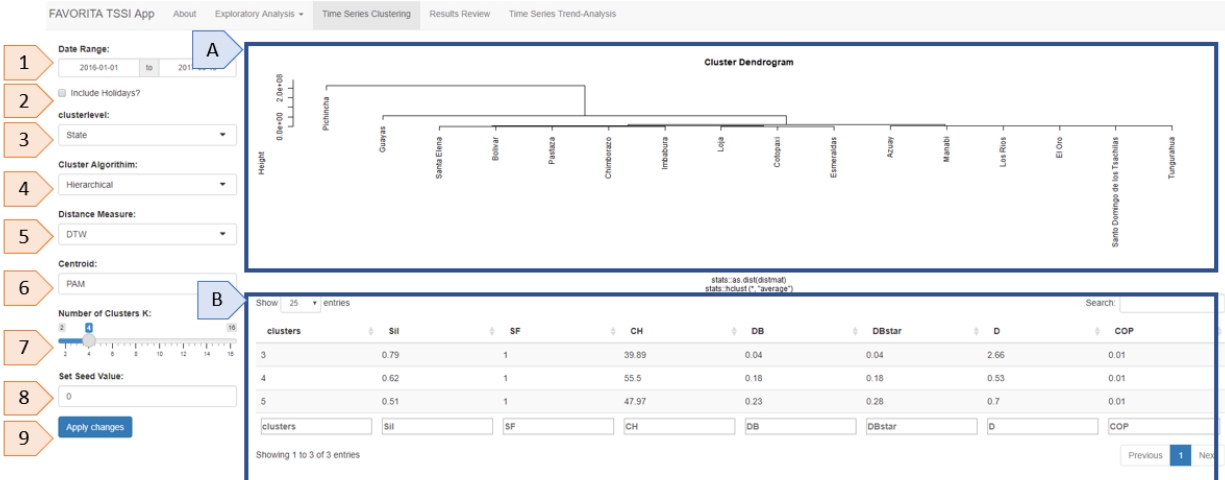 FAVORITA TSSI App About Exploratory Analysis Time Series Clustering Results Review Time Series Trend-Analysis
A
Date Range:
1
2016-01-01 to
2
Include Holidays?
clusterlevel:
3
State
Cluster Algorithim:
4
Hierarchical
Distance Measure:
5
DTW
Centroid:
6
PAM
Number of Clusters K:
2 4 16
7
2 4 6 8 10 12 14 16
Set Seed Value:
8
0
9
Apply changes
Cluster Dendrogram
Height
0.0e+00 2.0e+08
Pichincha
Guayas
Santa Elena
Bolivar
Pastaza
Chimborazo
Imbabura
Loja
Cotopaxi
Esmeraldas
Azuay
Manabi
Los Rios
El Oro
Santo Domingo de los Tsachilas
Tungurahua
stats::as.dist(distmat)
stats::hclust (*, "average")
B
Show 25 entries Search:
clusters Sil SF CH DB DBstar D COP
3 0.79 1 39.89 0.04 0.04 2.66 0.01
4 0.62 1 55.5 0.18 0.18 0.53 0.01
5 0.51 1 47.97 0.23 0.28 0.7 0.01
clusters Sil SF CH DB DBstar D COP
Showing 1 to 3 of 3 entries
Previous 1